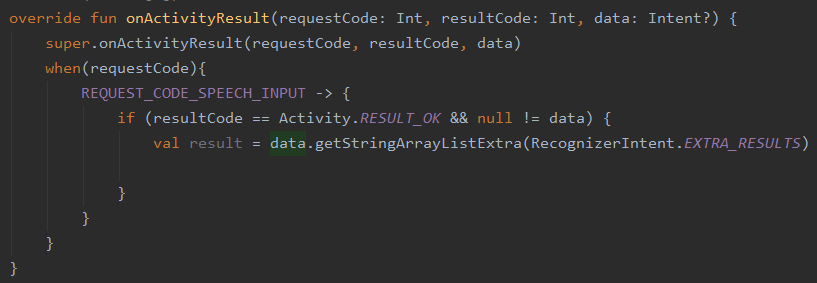 override fun onActivityResult(requestCode: Int, resultCode: Int, data: Intent?) {
super.onActivityResult(requestCode, resultCode, data)
when(requestCode){
REQUEST_CODE_SPEECH_INPUT -> {
if (resultCode == Activity.RESULT_OK && null != data) {
val result = data.getStringArrayListExtra(RecognizerIntent.EXTRA_RESULTS)
}
}
}
}